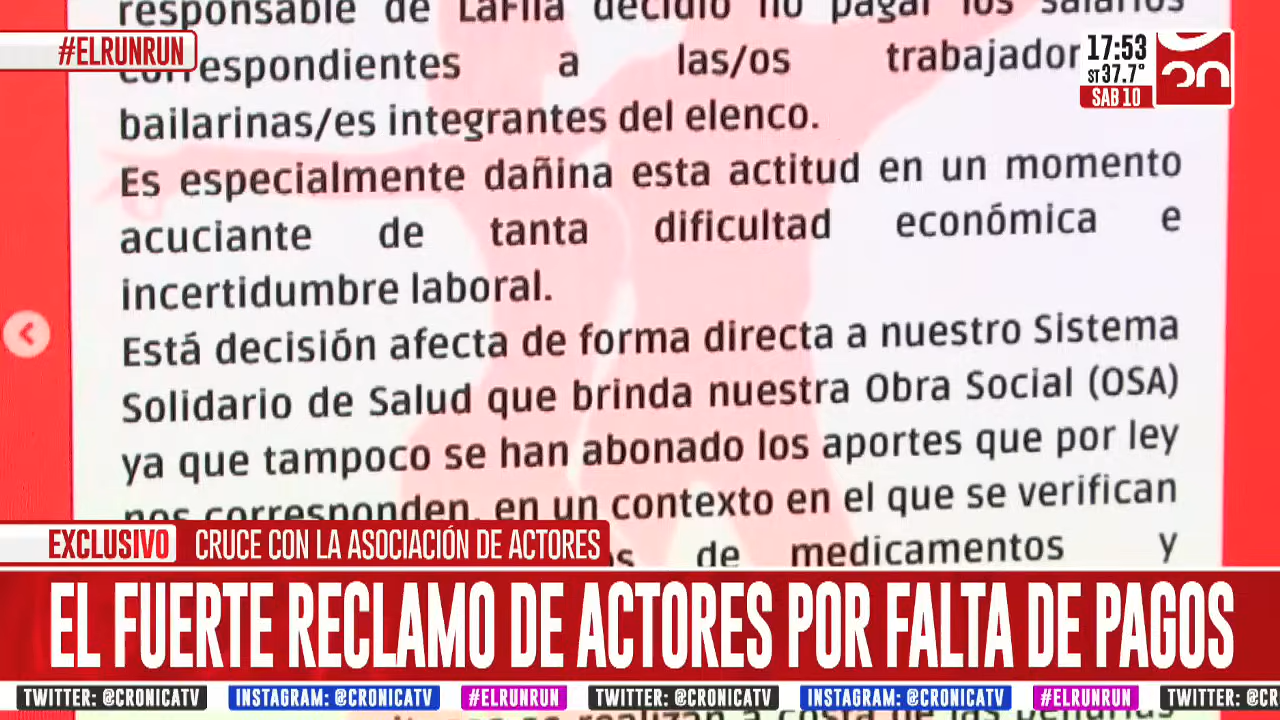 responsable de LaFila decidió no pagar los salarios
#ELRUNRUN
correspondientes a las/os trabajador
17:53
ST 37.7°
SAB 10
bailarinas/es integrantes del elenco.
Es especialmente dañina esta actitud en un momento
acuciante de tanta dificultad económica e
incertidumbre laboral.
Está decisión afecta de forma directa a nuestro Sistema
Solidario de Salud que brinda nuestra Obra Social (OSA)
ya que tampoco se han abonado los aportes que por ley
nos corresponden, en un contexto en el que se verifican
de medicamentos y
EXCLUSIVO CRUCE CON LA ASOCIACIÓN DE ACTORES
EL FUERTE RECLAMO DE ACTORES POR FALTA DE PAGOS
TWITTER: @CRONICATV INSTAGRAM: @CRONICATV #ELRUNRUN TWITTER: @CRONICATV INSTAGRAM: @CRONICATV #ELRUNRUN TWITTER: @CR